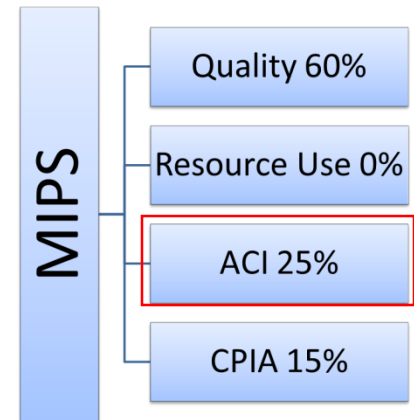 MIPS
Quality 60%
Resource Use 0%
ACI 25%
CPIA 15%